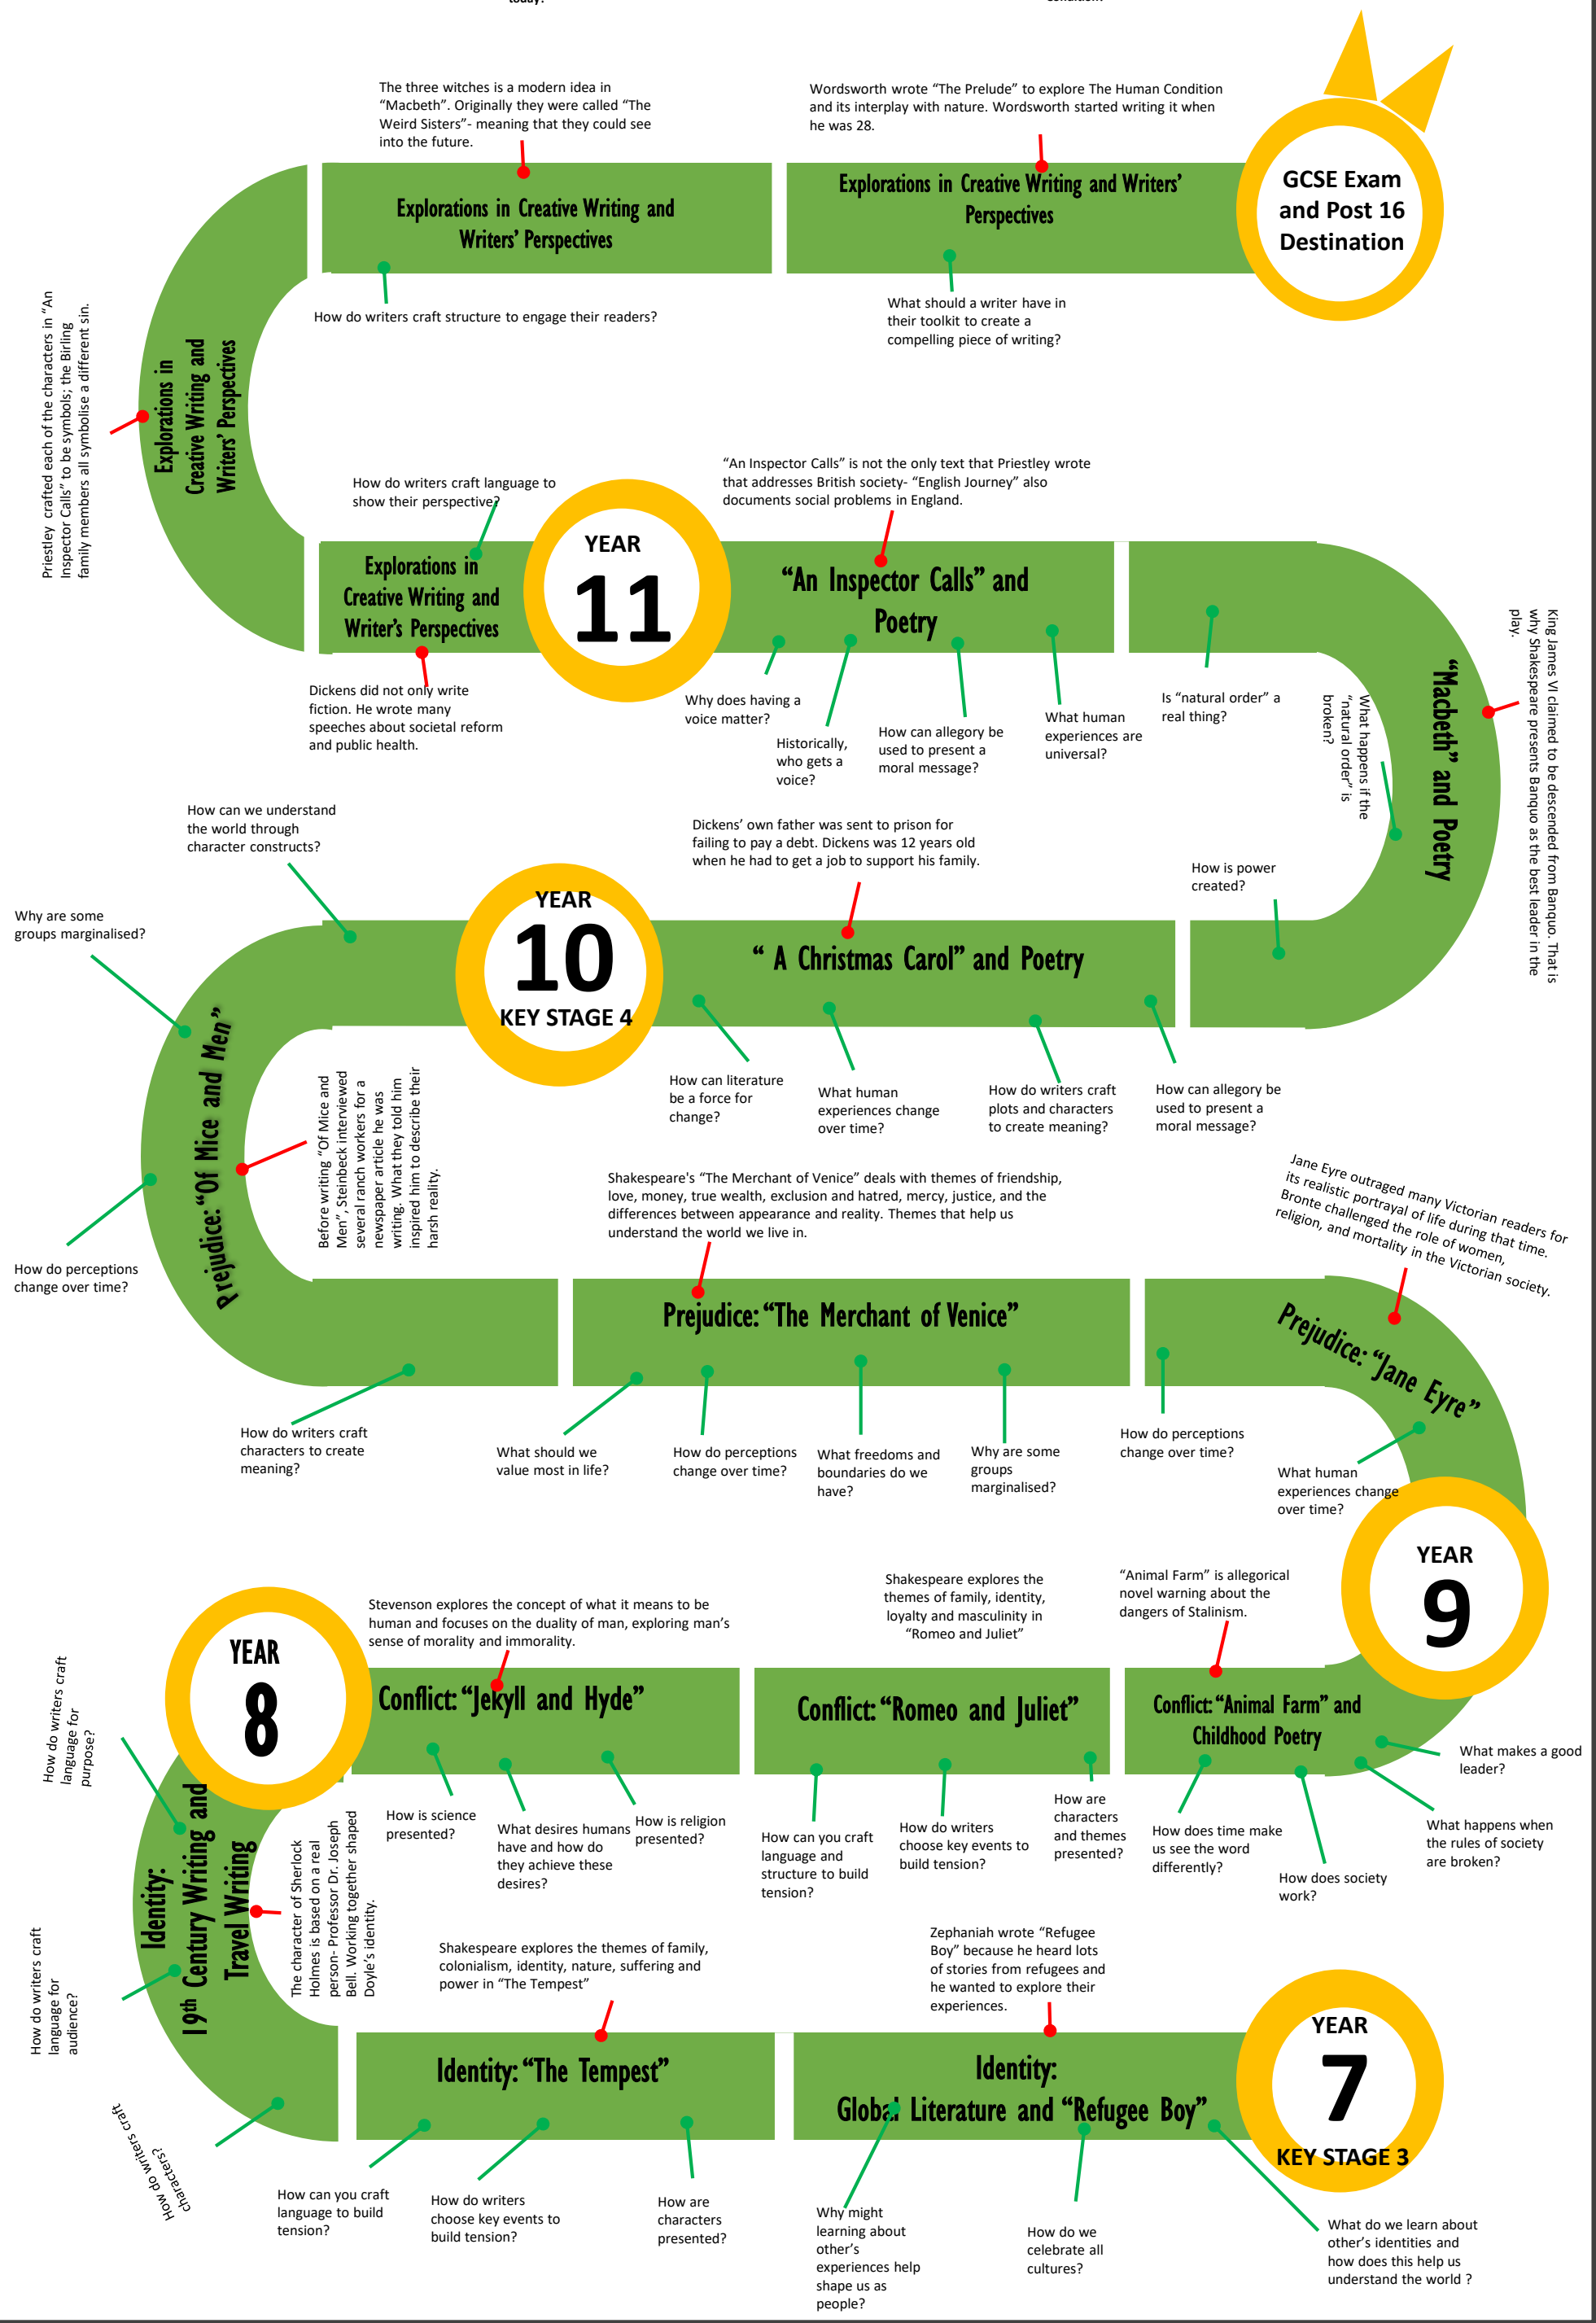 today?
condition?
The three witches is a modern idea in
“Macbeth”. Originally they were called “The
Weird Sisters”- meaning that they could see
into the future.
Wordsworth wrote “The Prelude” to explore The Human Condition
and its interplay with nature. Wordsworth started writing it when
he was 28.
Explorations in Creative Writing and
Writers’ Perspectives
Explorations in Creative Writing and Writers’
Perspectives
GCSE Exam
and Post 16
Destination
How do writers craft structure to engage their readers?
What should a writer have in
their toolkit to create a
compelling piece of writing?
Priestley crafted each of the characters in “An
Inspector Calls” to be symbols; the Birling
family members all symbolise a different sin.
Explorations in
Creative Writing and
Writers’ Perspectives
How do writers craft language to
show their perspective?
“An Inspector Calls” is not the only text that Priestley wrote
that addresses British society- “English Journey” also
documents social problems in England.
Explorations in
Creative Writing and
Writer’s Perspectives
YEAR
11
“An Inspector Calls” and
Poetry
Dickens did not only write
fiction. He wrote many
speeches about societal reform
and public health.
Why does having a
voice matter?
Historically,
who gets a
voice?
How can allegory be
used to present a
moral message?
What human
experiences are
universal?
Is “natural order” a
real thing?
What happens if the
“natural order” is
broken?
“Macbeth” and Poetry
King James VI claimed to be descended from Banquo. That is
why Shakespeare presents Banquo as the best leader in the
play.
How can we understand
the world through
character constructs?
Dickens’ own father was sent to prison for
failing to pay a debt. Dickens was 12 years old
when he had to get a job to support his family.
How is power
created?
Why are some
groups marginalised?
YEAR
10
KEY STAGE 4
“ A Christmas Carol” and Poetry
How can literature
be a force for
change?
What human
experiences change
over time?
How do writers craft
plots and characters
to create meaning?
How can allegory be
used to present a
moral message?
Prejudice: “Of Mice and Men”
Before writing “Of Mice and
Men”, Steinbeck interviewed
several ranch workers for a
newspaper article he was
writing. What they told him
inspired him to describe their
harsh reality.
How do perceptions
change over time?
Shakespeare's “The Merchant of Venice” deals with themes of friendship,
love, money, true wealth, exclusion and hatred, mercy, justice, and the
differences between appearance and reality. Themes that help us
understand the world we live in.
Jane Eyre outraged many Victorian readers for
its realistic portrayal of life during that time.
Bronte challenged the role of women,
religion, and mortality in the Victorian society.
Prejudice: “The Merchant of Venice”
Prejudice: “Jane Eyre”
How do writers craft
characters to create
meaning?
What should we
value most in life?
How do perceptions
change over time?
What freedoms and
boundaries do we
have?
Why are some
groups
marginalised?
How do perceptions
change over time?
What human
experiences change
over time?
YEAR
9
Stevenson explores the concept of what it means to be
human and focuses on the duality of man, exploring man’s
sense of morality and immorality.
Shakespeare explores the
themes of family, identity,
loyalty and masculinity in
“Romeo and Juliet”
“Animal Farm” is allegorical
novel warning about the
dangers of Stalinism.
YEAR
8
Conflict: “Jekyll and Hyde”
Conflict: “Romeo and Juliet”
Conflict: “Animal Farm” and
Childhood Poetry
How do writers craft
language for
purpose?
How is science
presented?
What desires humans
have and how do
they achieve these
desires?
How is religion
presented?
How can you craft
language and
structure to build
tension?
How do writers
choose key events to
build tension?
How are
characters
and themes
presented?
How does time make
us see the word
differently?
How does society
work?
What happens when
the rules of society
are broken?
What makes a good
leader?
Identity:
19th Century Writing and
Travel Writing
The character of Sherlock
Holmes is based on a real
person- Professor Dr. Joseph
Bell. Working together shaped
Doyle’s identity.
How do writers craft
language for
audience?
Shakespeare explores the themes of family,
colonialism, identity, nature, suffering and
power in “The Tempest”
Zephaniah wrote “Refugee
Boy” because he heard lots
of stories from refugees and
he wanted to explore their
experiences.
Identity: “The Tempest”
Identity:
Global Literature and “Refugee Boy”
YEAR
7
KEY STAGE 3
How do writers craft
characters?
How can you craft
language to build
tension?
How do writers
choose key events to
build tension?
How are
characters
presented?
Why might
learning about
other’s
experiences help
shape us as
people?
How do we
celebrate all
cultures?
What do we learn about
other’s identities and
how does this help us
understand the world ?